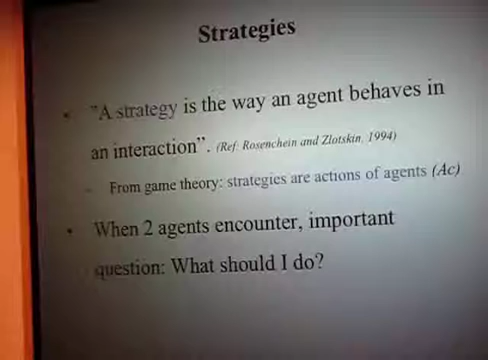 Strategies
• "A strategy is the way an agent behaves in
an interaction". (Ref: Rosenchein and Zlotskin, 1994)
– From game theory: strategies are actions of agents (Ac)
• When 2 agents encounter, important
question: What should I do?